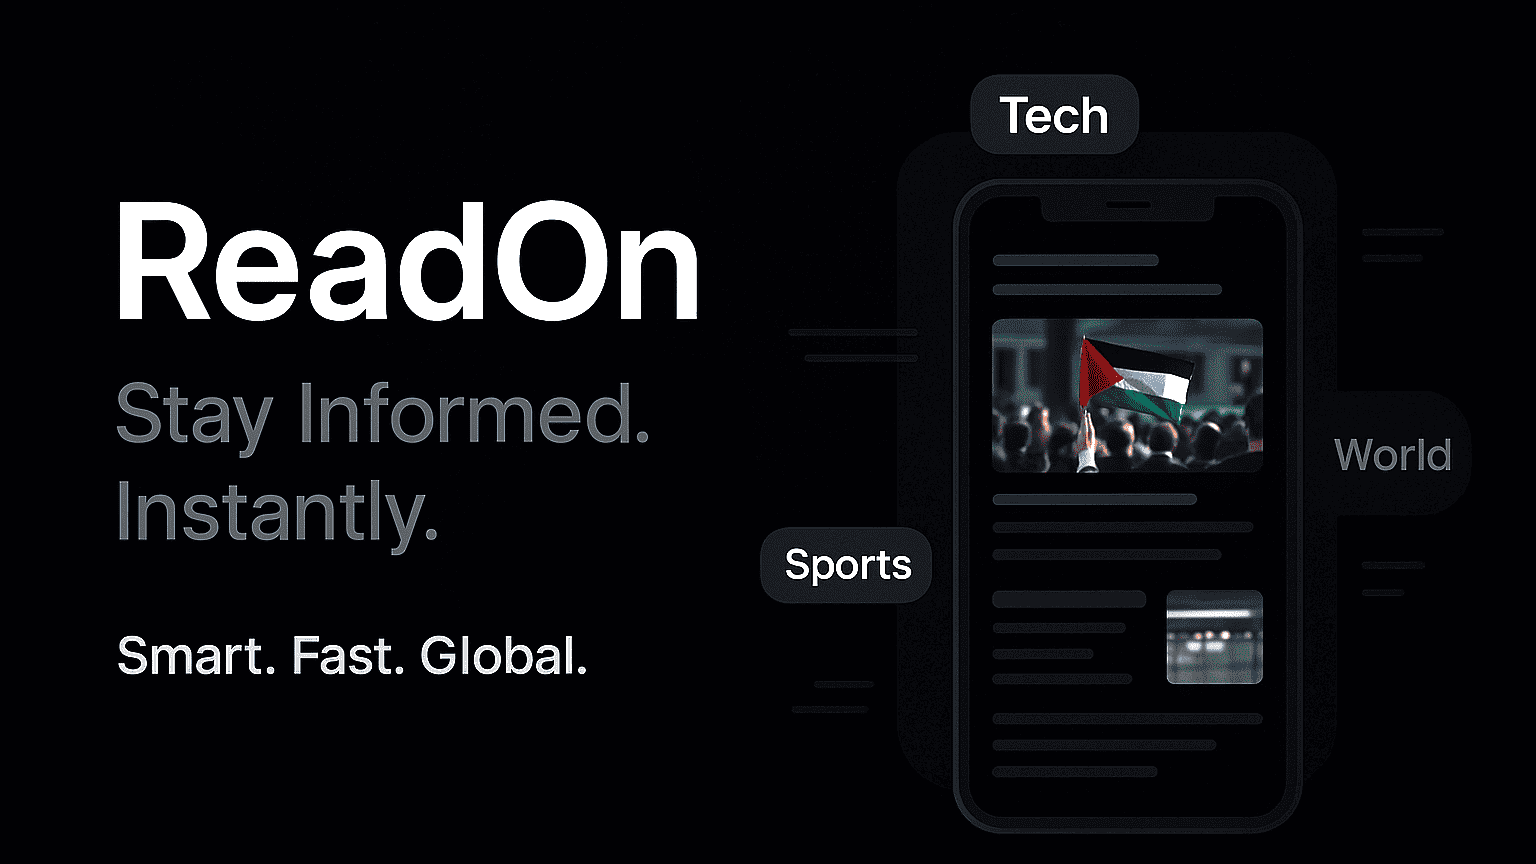 ReadOn
Stay Informed.
Instantly.
Smart. Fast. Global.
Tech
World
Sports